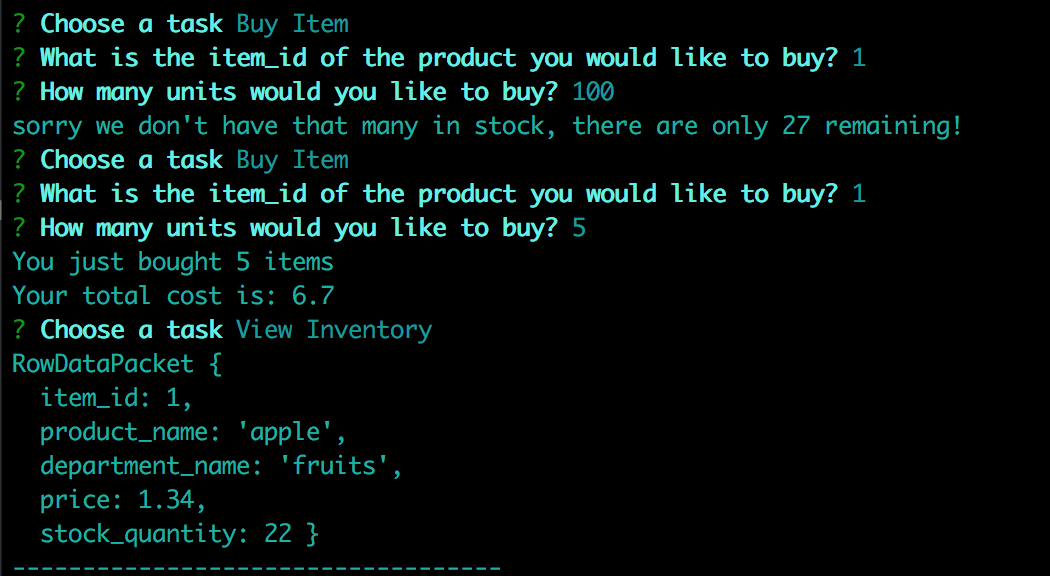 ? Choose a task Buy Item
? What is the item_id of the product you would like to buy? 1
? How many units would you like to buy? 100
sorry we don't have that many in stock, there are only 27 remaining!
? Choose a task Buy Item
? What is the item_id of the product you would like to buy? 1
? How many units would you like to buy? 5
You just bought 5 items
Your total cost is: 6.7
? Choose a task View Inventory
RowDataPacket {
  item_id: 1,
  product_name: 'apple',
  department_name: 'fruits',
  price: 1.34,
  stock_quantity: 22 }
-----------------------------------